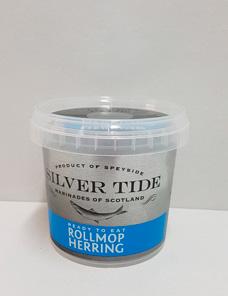 PRODUCT OF SPEYSIDE
SILVER TIDE
MARINADES OF SCOTLAND
READY TO EAT
ROLLMOP
HERRING